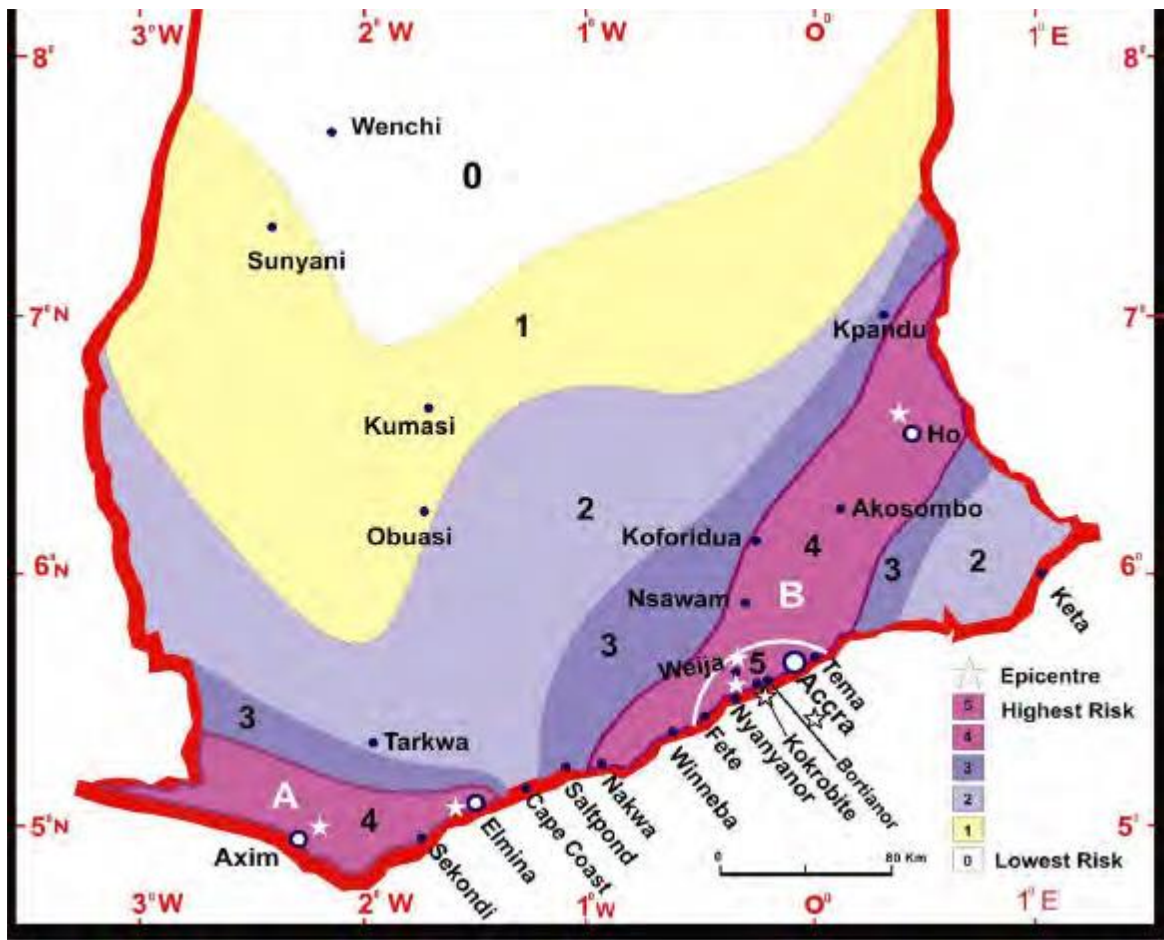 3°W 2°W 1°W 0° 1°E
8° 8°
Wenchi
0
Sunyani
7°N 7°
1
Kpandu
Kumasi
Ho
2
Obuasi
Akosombo
Koforidua
4
6°N 3 2 6°
Nsawam B
Keta
3
Weija 5
Tema
Accra
Epicentre
3
5 Highest Risk
Tarkwa
4
Bortianor
Kokrobite
Nyanyanor
Fete
3
Winneba
A
Nakwa
2
4
Saltpond
5°N 5°
Cape Coast
Elmina
1
Axim
Sekondi
0 80 Km
0 Lowest Risk
3°W 2°W 1°W 0° 1°E